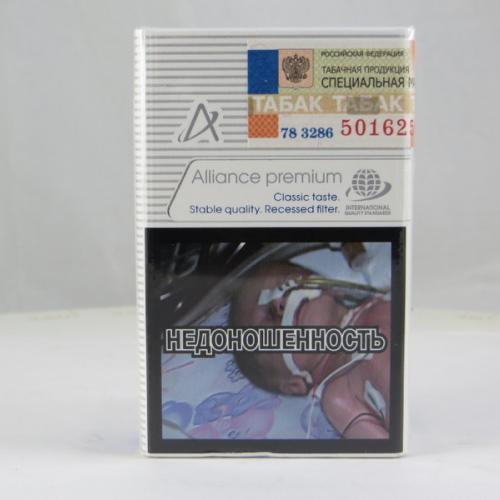 РОССИЙСКАЯ ФЕДЕРАЦИЯ
ТАБАЧНАЯ ПРОДУКЦИЯ
СПЕЦИАЛЬНАЯ
ТАБАК ТАБАК
78 3286 501625
Alliance premium
Classic taste.
Stable quality. Recessed filter.
INTERNATIONAL
QUALITY STANDARDS
НЕДОНОШЕННОСТЬ